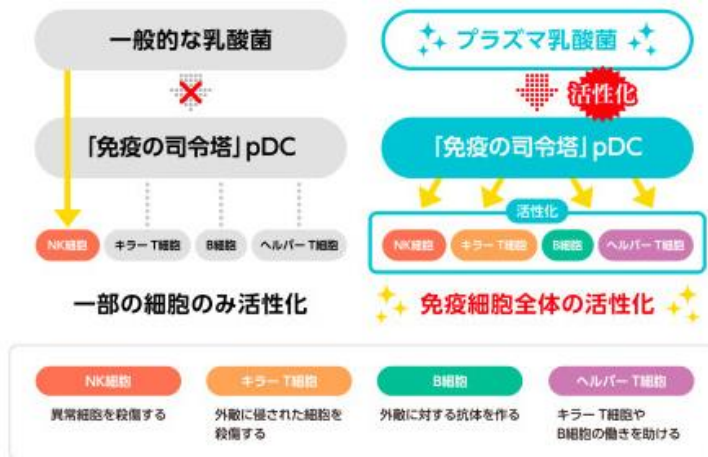 一般的な乳酸菌
「免疫の司令塔」pDC
NK細胞
キラーT細胞
B細胞
ヘルパーT細胞
一部の細胞のみ活性化
プラズマ乳酸菌
活性化
「免疫の司令塔」pDC
活性化
NK細胞
キラーT細胞
B細胞
ヘルパーT細胞
免疫細胞全体の活性化
NK細胞
異常細胞を殺傷する
キラーT細胞
外敵に侵された細胞を
殺傷する
B細胞
外敵に対する抗体を作る
ヘルパーT細胞
キラーT細胞や
B細胞の働きを助ける